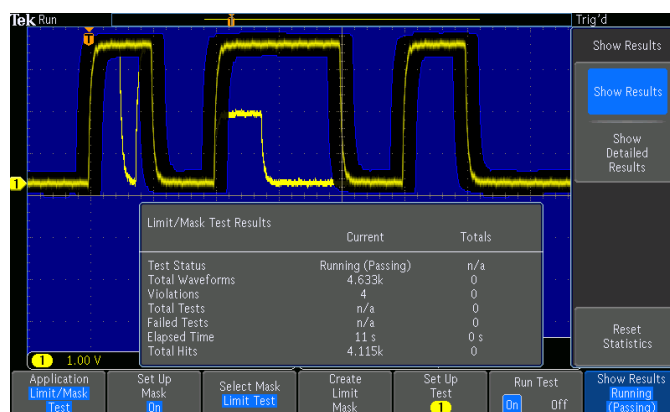 Tek Run
Trig'd
T
T
Show Results
Show Results
Show
Detailed
Results
1
Limit/Mask Test Results
Current Totals
Test Status Running (Passing) n/a
Total Waveforms 4.633k 0
Violations 4 0
Total Tests n/a 0
Failed Tests n/a 0
Elapsed Time 11 s 0 s
Total Hits 4.115k 0
Reset
Statistics
1 1.00 V
Application
Limit/Mask
Test
Set Up
Mask
On
Select Mask
Limit Test
Create
Limit
Mask
Set Up
Test
1
Run Test
On Off
Show Results
Running
(Passing)